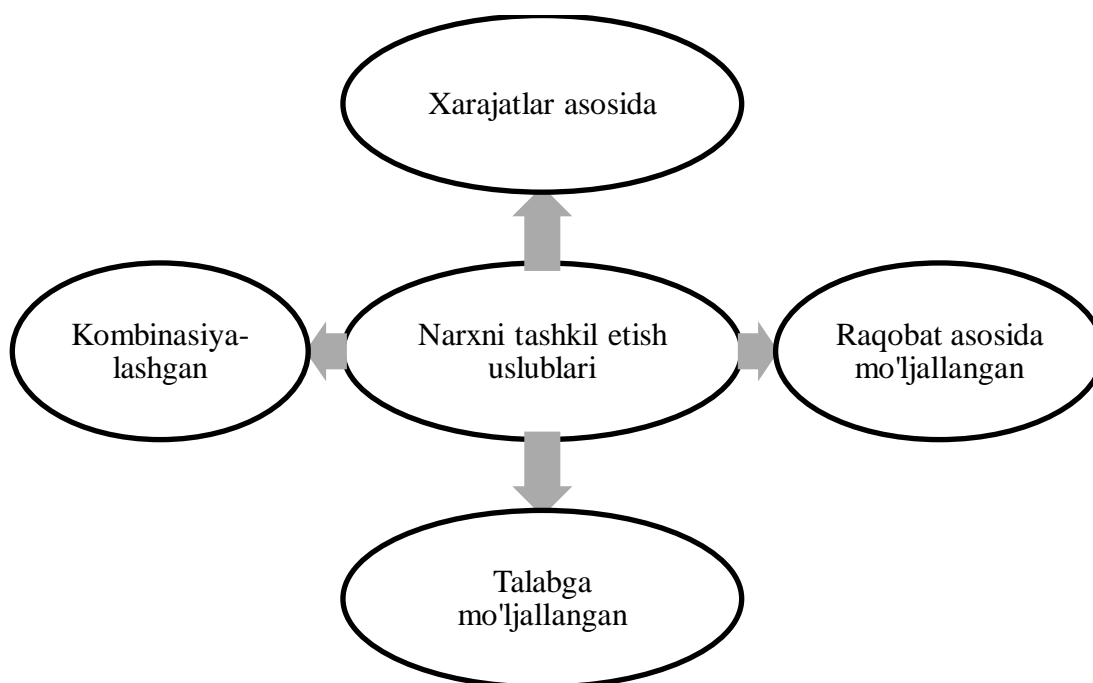 Xarajatlar asosida
Kombinasiya-
lashgan
Narxni tashkil etish
uslublari
Raqobat asosida
mo'ljallangan
Talabga
mo'ljallangan